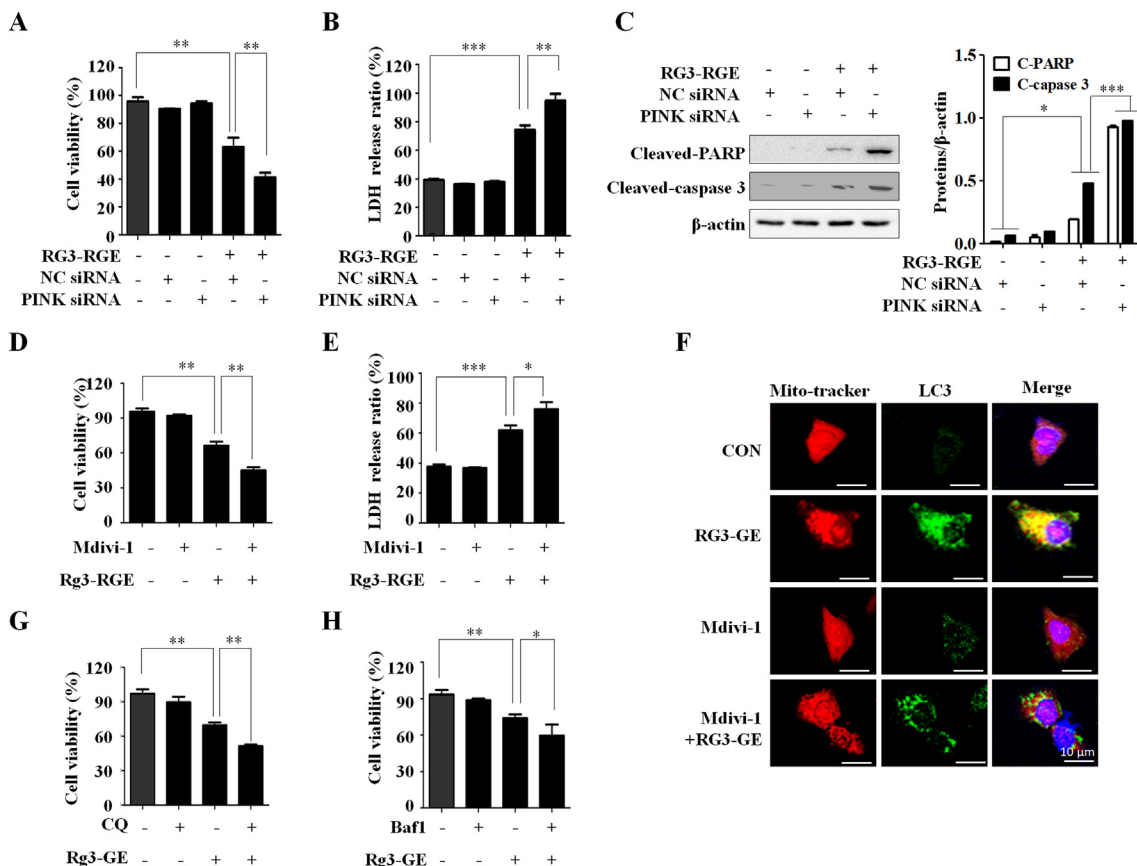 A
Cell viability (%)
120
100
80
60
40
20
0
** **
RG3-RGE - - - + +
NC siRNA - + - + -
PINK siRNA - - + - +
B
LDH release ratio (%)
120
100
80
60
40
20
0
*** **
RG3-RGE - - - + +
NC siRNA - + - + -
PINK siRNA - - + - +
C
RG3-RGE - - + +
NC siRNA + - + -
PINK siRNA - + - +
Cleaved-PARP
Cleaved-caspase 3
β-actin
Proteins/β-actin
1.5
1.0
0.5
0.0
C-PARP
C-capase 3
* ***
RG3-RGE - - + +
NC siRNA + - + -
PINK siRNA - + - +
D
Cell viability (%)
120
90
60
30
0
** **
Mdivi-1 - + - +
Rg3-RGE - - + +
E
LDH release ratio (%)
100
80
60
40
20
0
*** *
Mdivi-1 - + - +
Rg3-RGE - - + +
F
Mito-tracker LC3 Merge
CON
RG3-GE
Mdivi-1
Mdivi-1
+RG3-GE
10 μm
G
Cell viability (%)
120
90
60
30
0
** **
CQ - + - +
Rg3-GE - - + +
H
Cell viability (%)
120
90
60
30
0
** *
Baf1 - + - +
Rg3-GE - - + +